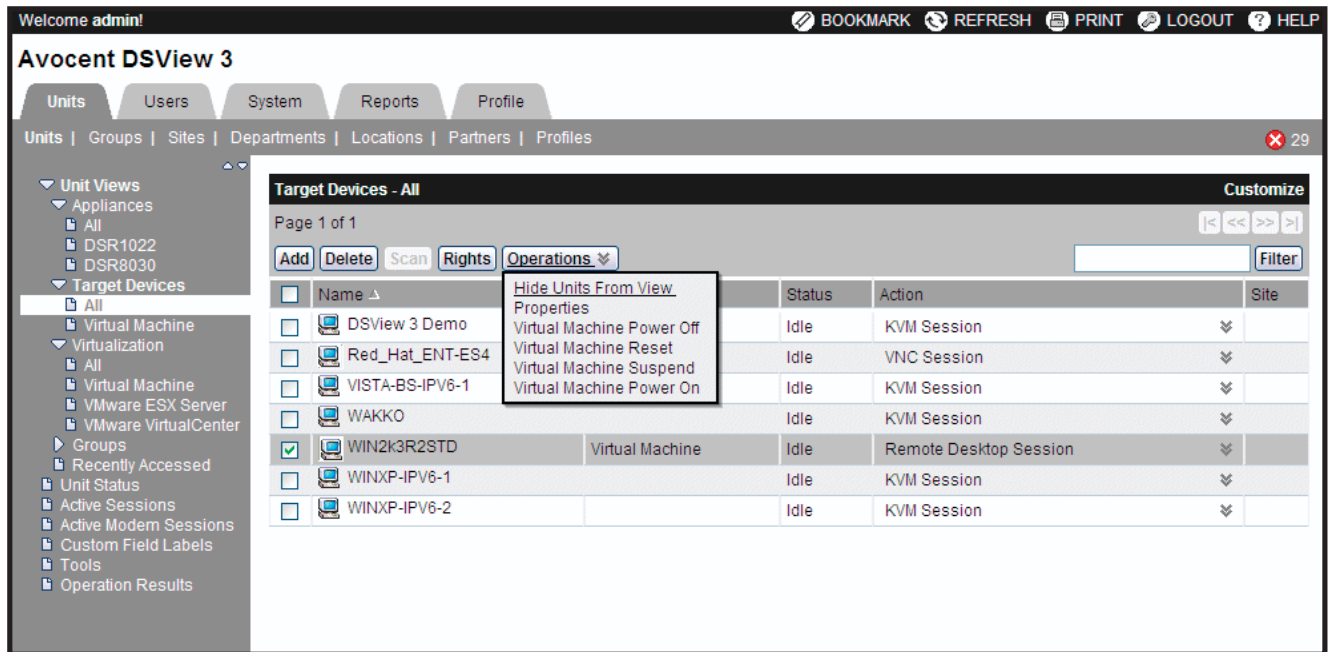 Welcome admin! BOOKMARK REFRESH PRINT LOGOUT HELP
Avocent DSView 3
Units Users System Reports Profile
Units | Groups | Sites | Departments | Locations | Partners | Profiles 29
Unit Views
Appliances
All
DSR1022
DSR8030
Target Devices
All
Virtual Machine
Virtualization
All
Virtual Machine
VMware ESX Server
VMware VirtualCenter
Groups
Recently Accessed
Unit Status
Active Sessions
Active Modem Sessions
Custom Field Labels
Tools
Operation Results
Target Devices - All Customize
Page 1 of 1 |< << >> >|
Add Delete Scan Rights Operations Filter
Hide Units From View
Properties
Virtual Machine Power Off
Virtual Machine Reset
Virtual Machine Suspend
Virtual Machine Power On
Name Status Action Site
DSView 3 Demo Idle KVM Session
Red_Hat_ENT-ES4 Idle VNC Session
VISTA-BS-IPV6-1 Idle KVM Session
WAKKO Idle KVM Session
WIN2k3R2STD Virtual Machine Idle Remote Desktop Session
WINXP-IPV6-1 Idle KVM Session
WINXP-IPV6-2 Idle KVM Session